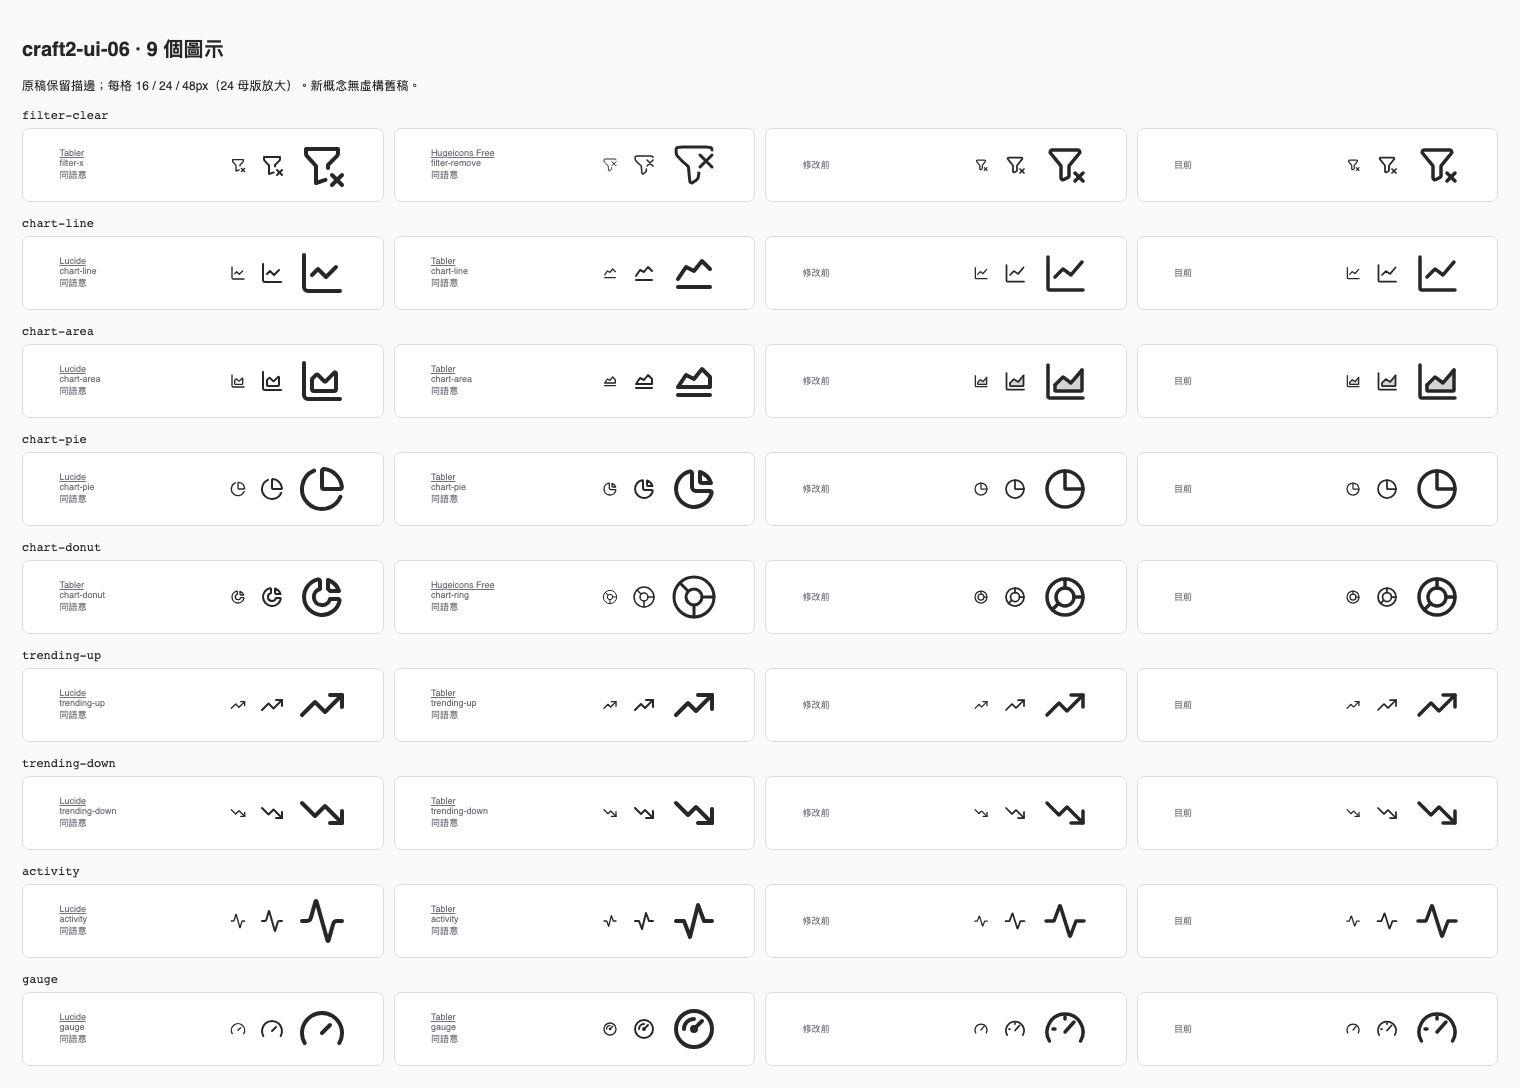 craft2-ui-06 · 9 個圖示
原稿保留描邊；每格 16 / 24 / 48px（24 母版放大）。新概念無虛構舊稿。
filter-clear
Tabler
filter-x
同語意
Hugeicons Free
filter-remove
同語意
修改前
目前
chart-line
Lucide
chart-line
同語意
Tabler
chart-line
同語意
修改前
目前
chart-area
Lucide
chart-area
同語意
Tabler
chart-area
同語意
修改前
目前
chart-pie
Lucide
chart-pie
同語意
Tabler
chart-pie
同語意
修改前
目前
chart-donut
Tabler
chart-donut
同語意
Hugeicons Free
chart-ring
同語意
修改前
目前
trending-up
Lucide
trending-up
同語意
Tabler
trending-up
同語意
修改前
目前
trending-down
Lucide
trending-down
同語意
Tabler
trending-down
同語意
修改前
目前
activity
Lucide
activity
同語意
Tabler
activity
同語意
修改前
目前
gauge
Lucide
gauge
同語意
Tabler
gauge
同語意
修改前
目前